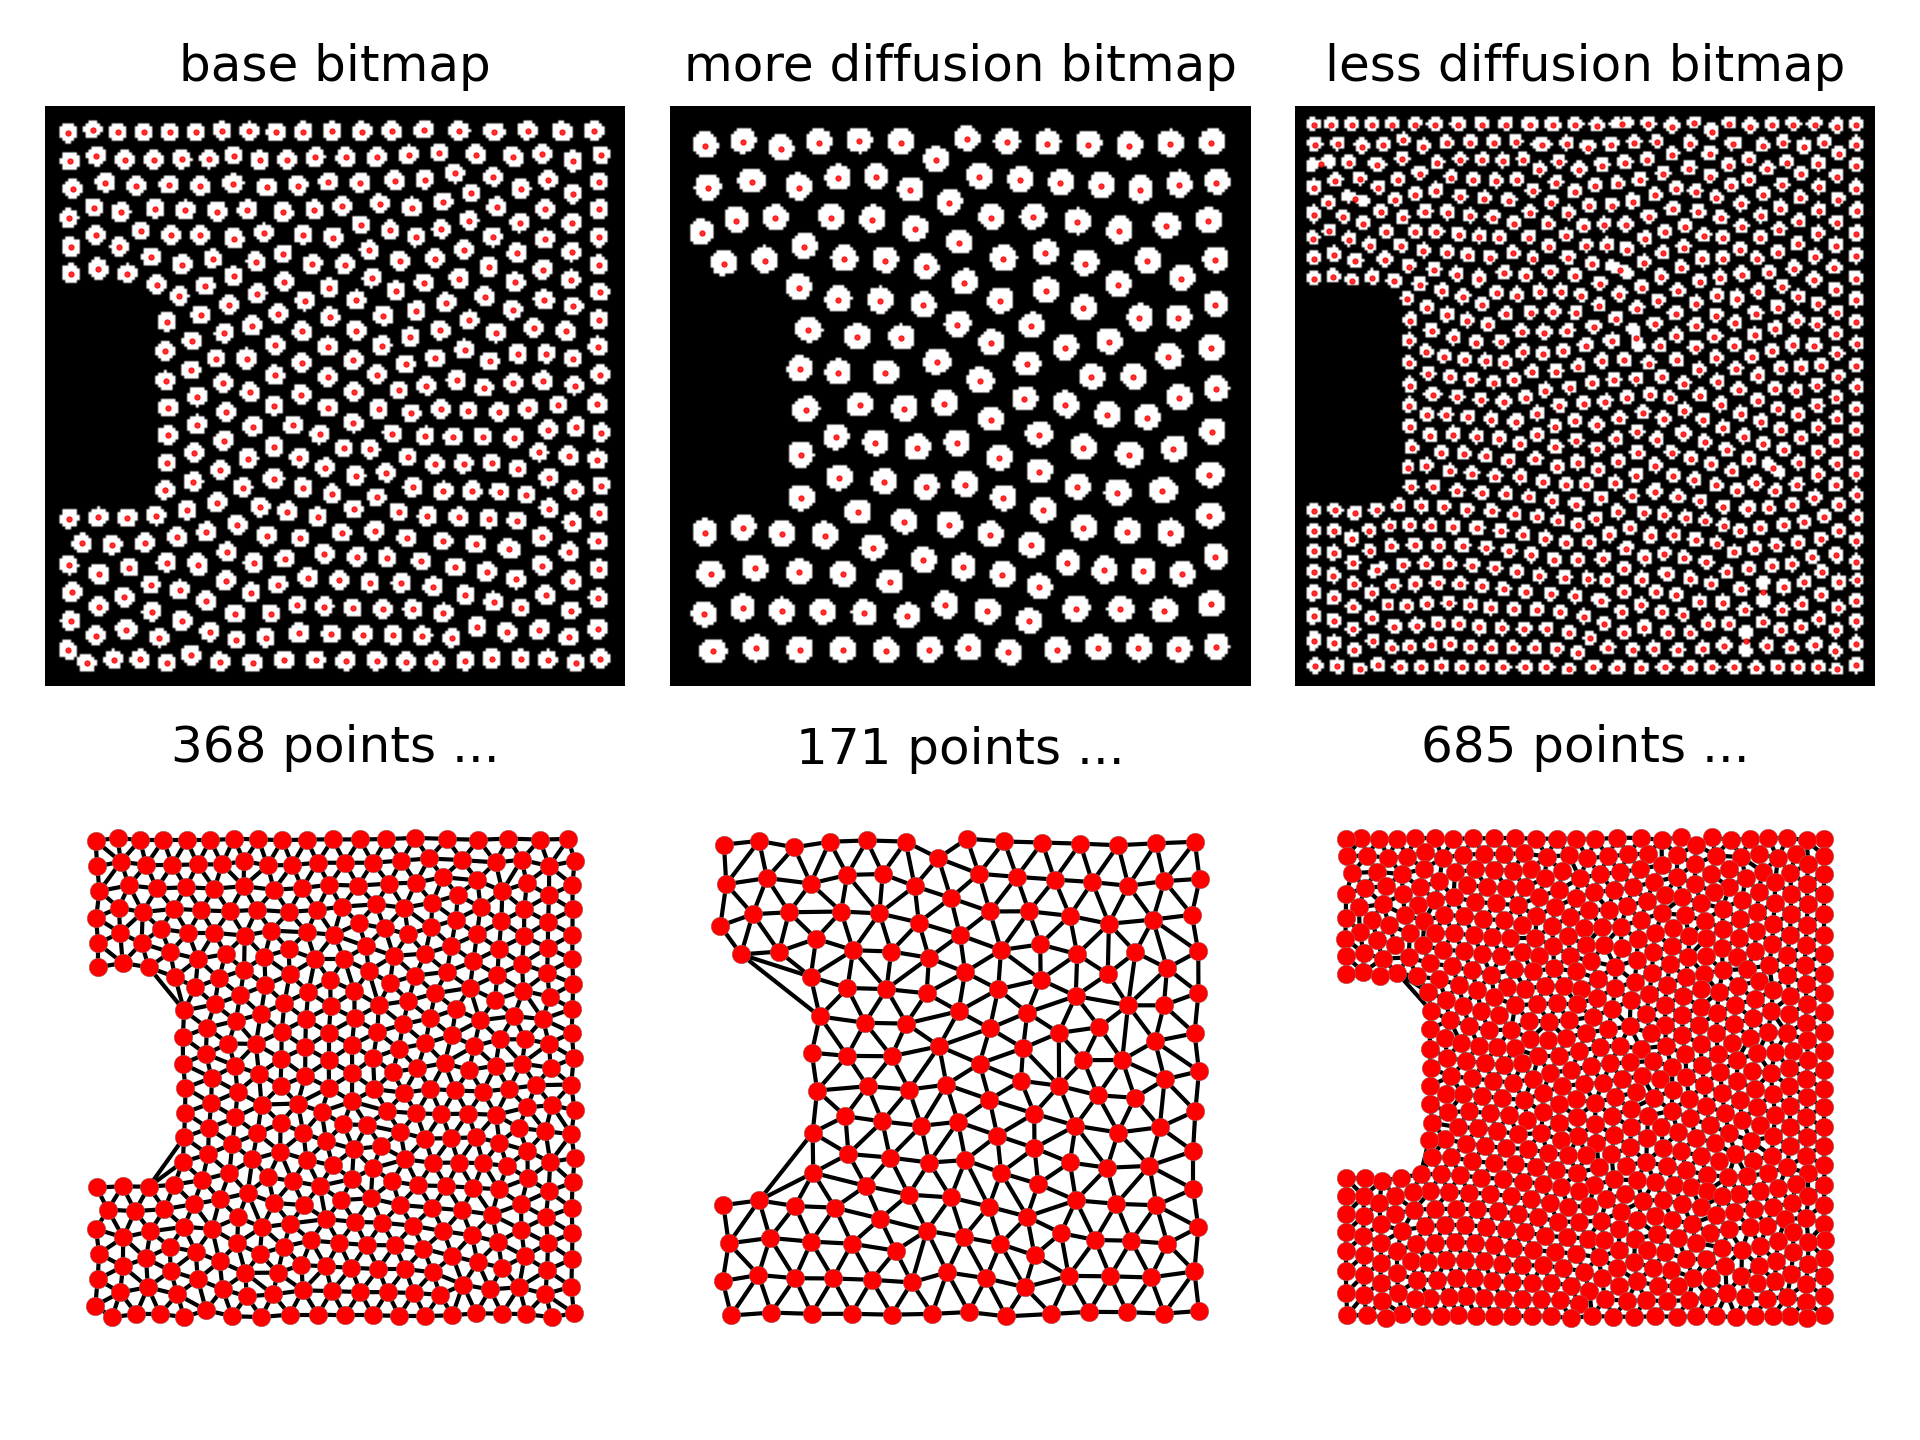 base bitmap
more diffusion bitmap
less diffusion bitmap
368 points ...
171 points ...
685 points ...